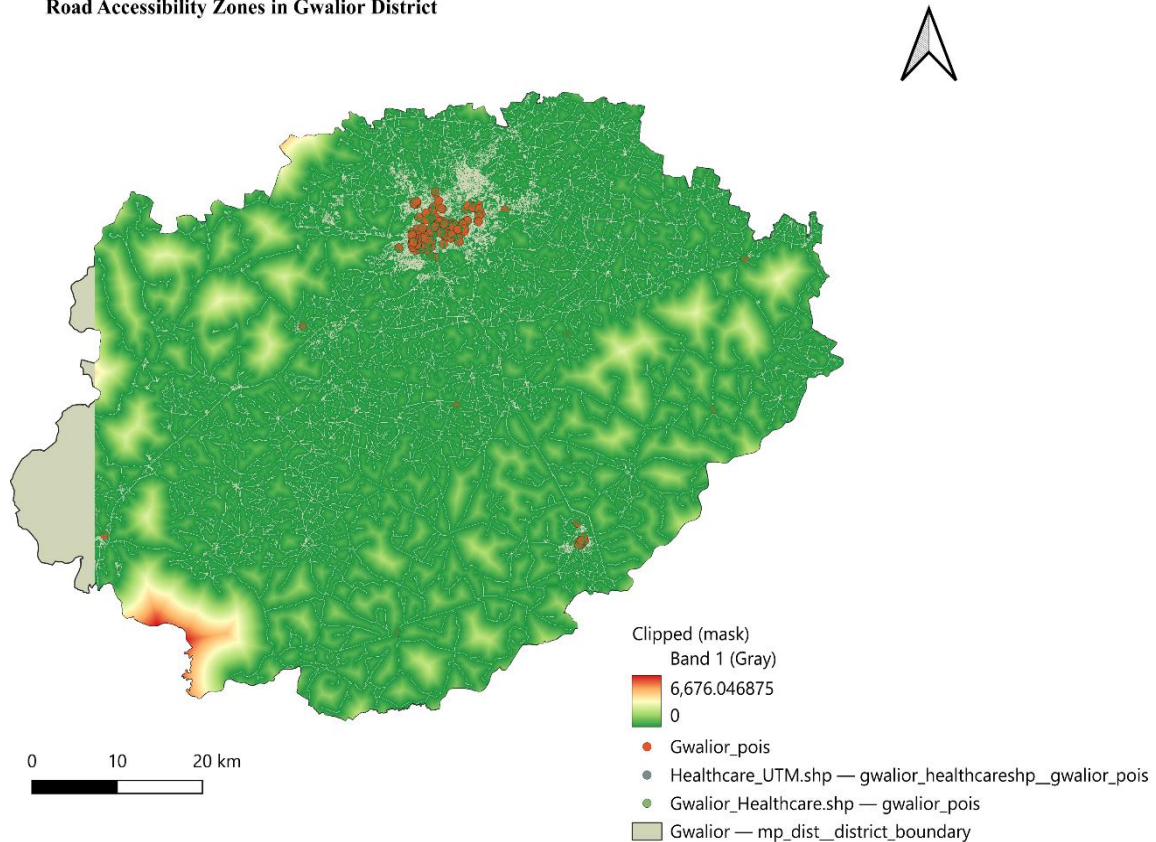 Road Accessibility Zones in Gwalior District
Clipped (mask)
Band 1 (Gray)
6,676.046875
0
Gwalior_pois
Healthcare_UTM.shp — gwalior_healthcareshp__gwalior_pois
Gwalior_Healthcare.shp — gwalior_pois
Gwalior — mp_dist__district_boundary
0 10 20 km